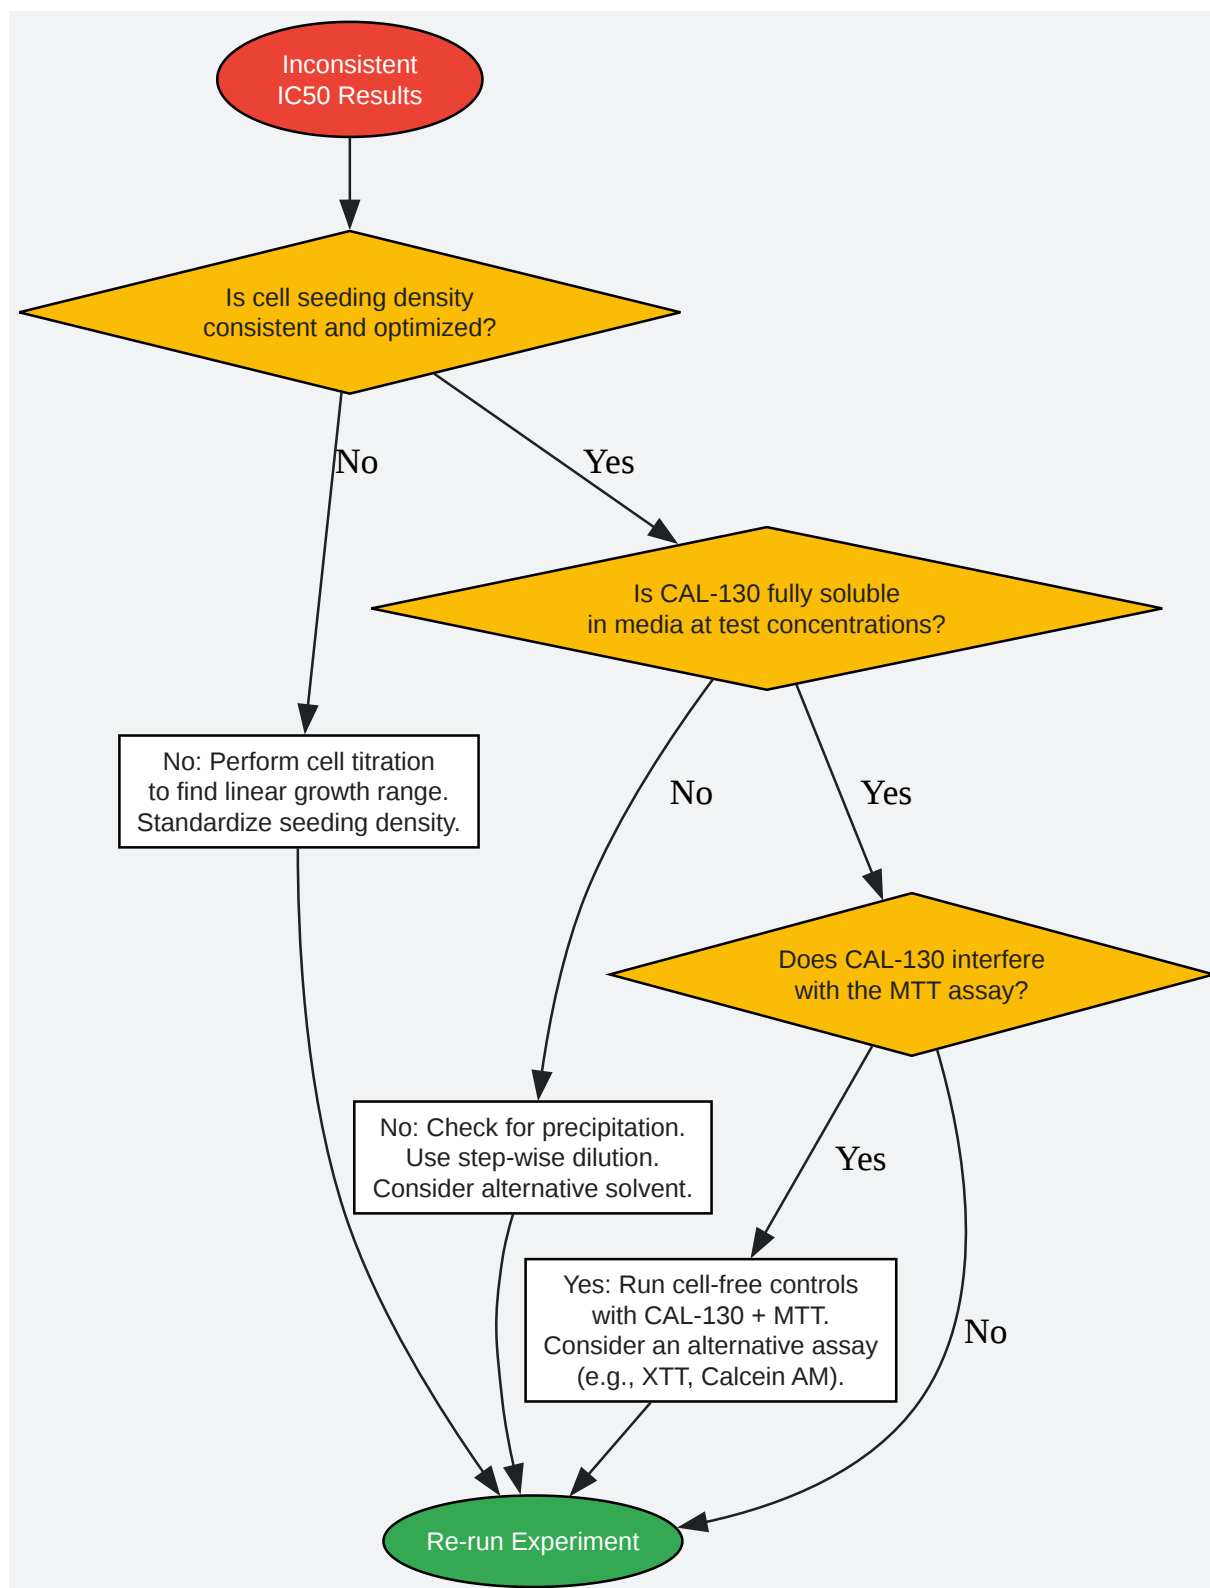 Inconsistent
IC50 Results
Is cell seeding density
consistent and optimized?
No
Yes
Is CAL-130 fully soluble
in media at test concentrations?
No: Perform cell titration
to find linear growth range.
Standardize seeding density.
No
Yes
Does CAL-130 interfere
with the MTT assay?
No: Check for precipitation.
Use step-wise dilution.
Consider alternative solvent.
Yes
Yes: Run cell-free controls
with CAL-130 + MTT.
Consider an alternative assay
(e.g., XTT, Calcein AM).
No
Re-run Experiment